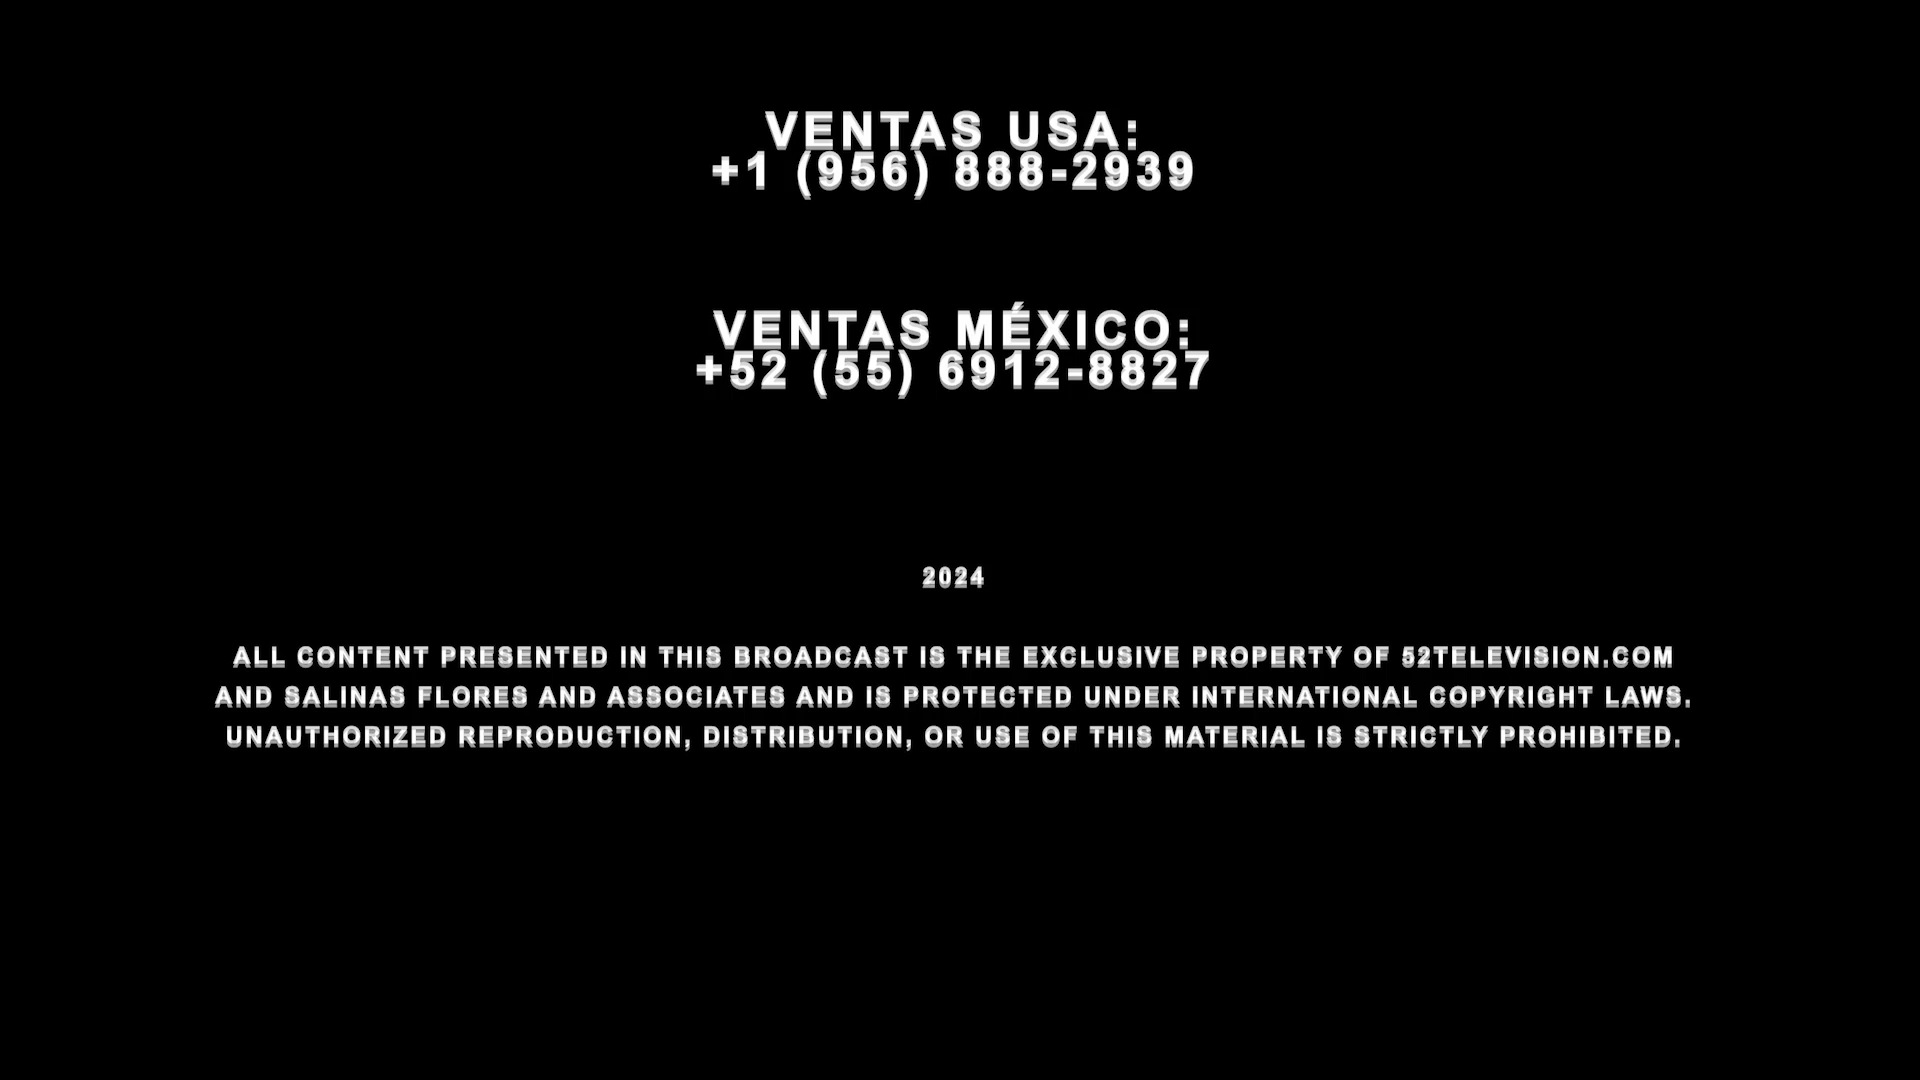 VENTAS USA:
+1 (956) 888-2939
VENTAS MÉXICO:
+52 (55) 6912-8827
2024
ALL CONTENT PRESENTED IN THIS BROADCAST IS THE EXCLUSIVE PROPERTY OF 52TELEVISION.COM
AND SALINAS FLORES AND ASSOCIATES AND IS PROTECTED UNDER INTERNATIONAL COPYRIGHT LAWS.
UNAUTHORIZED REPRODUCTION, DISTRIBUTION, OR USE OF THIS MATERIAL IS STRICTLY PROHIBITED.